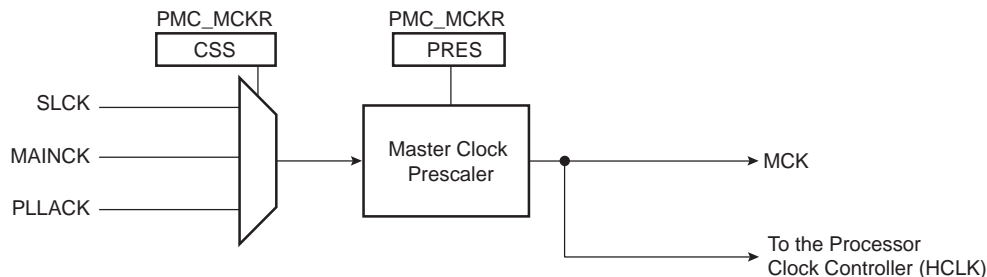 PMC_MCKR
PMC_MCKR
CSS
PRES
SLCK
MAINCK
PLLACK
Master Clock
Prescaler
MCK
To the Processor
Clock Controller (HCLK)